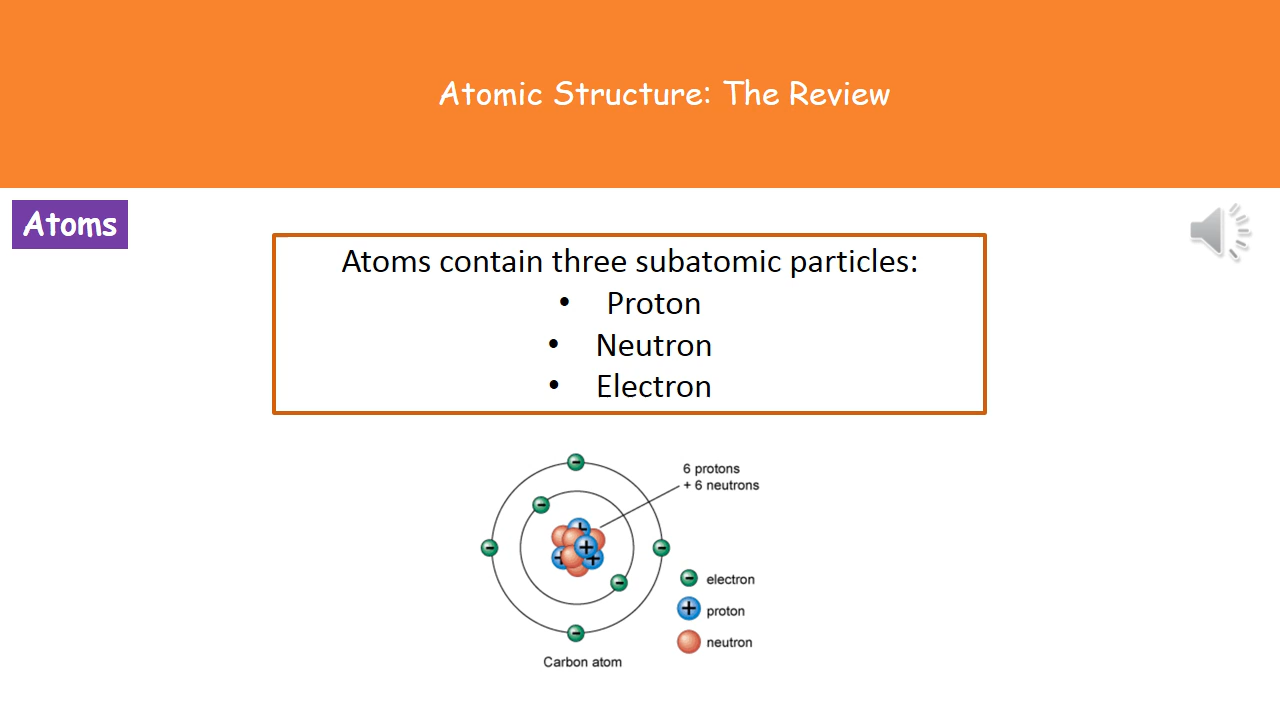 Atomic Structure: The Review
Atoms
Atoms contain three subatomic particles:
• Proton
• Neutron
• Electron
6 protons
+ 6 neutrons
electron
proton
neutron
Carbon atom